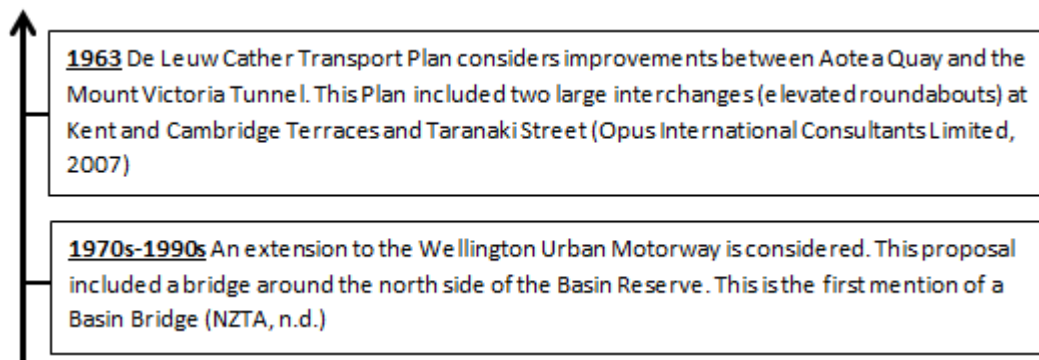 1963 De Leuw Cather Transport Plan considers improvements between Aotea Quay and the
Mount Victoria Tunnel. This Plan included two large interchanges (elevated roundabouts) at
Kent and Cambridge Terraces and Taranaki Street (Opus International Consultants Limited,
2007)
1970s-1990s An extension to the Wellington Urban Motorway is considered. This proposal
included a bridge around the north side of the Basin Reserve. This is the first mention of a
Basin Bridge (NZTA, n.d.)